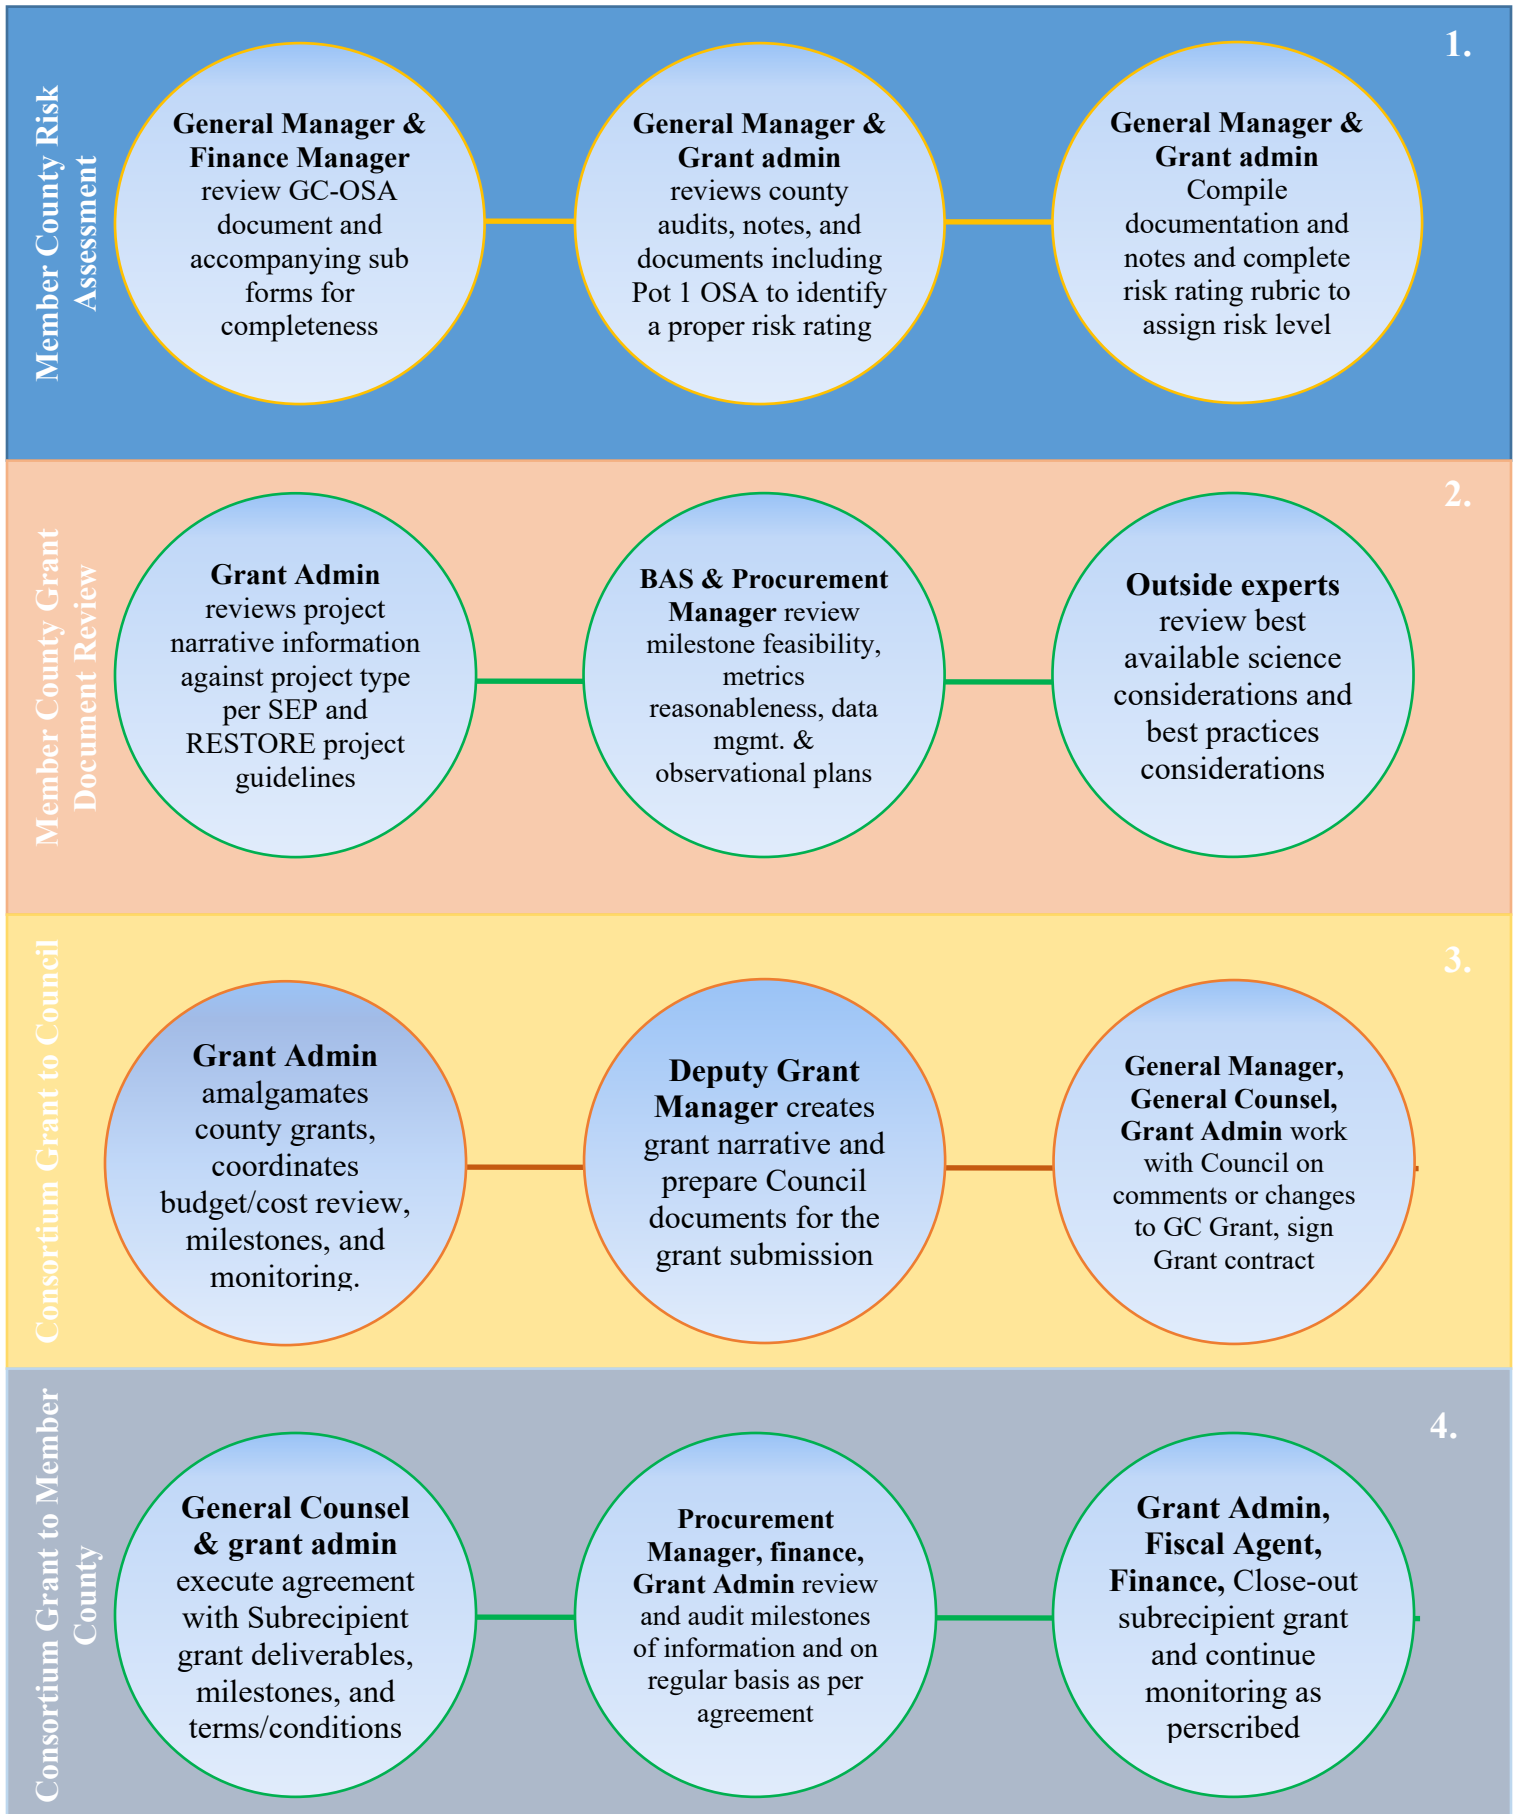 1.
Member County Risk
Assessment
General Manager &
Finance Manager
review GC-OSA
document and
accompanying sub
forms for
completeness
General Manager &
Grant admin
reviews county
audits, notes, and
documents including
Pot 1 OSA to identify
a proper risk rating
General Manager &
Grant admin
Compile
documentation and
notes and complete
risk rating rubric to
assign risk level
2.
Member County Grant
Document Review
Grant Admin
reviews project
narrative information
against project type
per SEP and
RESTORE project
guidelines
BAS & Procurement
Manager review
milestone feasibility,
metrics
reasonableness, data
mgmt. &
observational plans
Outside experts
review best
available science
considerations and
best practices
considerations
3.
Consortium Grant to Council
Grant Admin
amalgamates
county grants,
coordinates
budget/cost review,
milestones, and
monitoring.
Deputy Grant
Manager creates
grant narrative and
prepare Council
documents for the
grant submission
General Manager,
General Counsel,
Grant Admin work
with Council on
comments or changes
to GC Grant, sign
Grant contract
4.
Consortium Grant to Member
County
General Counsel
& grant admin
execute agreement
with Subrecipient
grant deliverables,
milestones, and
terms/conditions
Procurement
Manager, finance,
Grant Admin review
and audit milestones
of information and on
regular basis as per
agreement
Grant Admin,
Fiscal Agent,
Finance, Close-out
subrecipient grant
and continue
monitoring as
perscribed